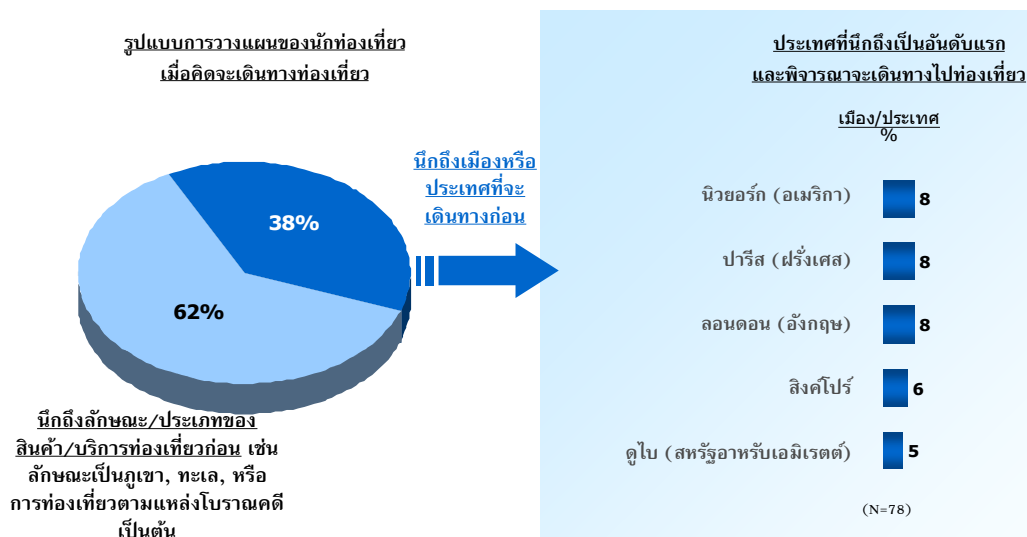 รูปแบบการวางแผนของนักท่องเที่ยว
เมื่อคิดจะเดินทางท่องเที่ยว
38%
62%
นึกถึงลักษณะ/ประเภทของ
สินค้า/บริการท่องเที่ยวก่อน เช่น
ลักษณะเป็นภูเขา, ทะเล, หรือ
การท่องเที่ยวตามแหล่งโบราณคดี
เป็นต้น
นึกถึงเมืองหรือ
ประเทศที่จะ
เดินทางก่อน
ประเทศที่นึกถึงเป็นอันดับแรก
และพิจารณาจะเดินทางไปท่องเที่ยว
เมือง/ประเทศ
%
นิวยอร์ก (อเมริกา) 8
ปารีส (ฝรั่งเศส) 8
ลอนดอน (อังกฤษ) 8
สิงค์โปร์ 6
ดูไบ (สหรัฐอาหรับเอมิเรตต์) 5
(N=78)